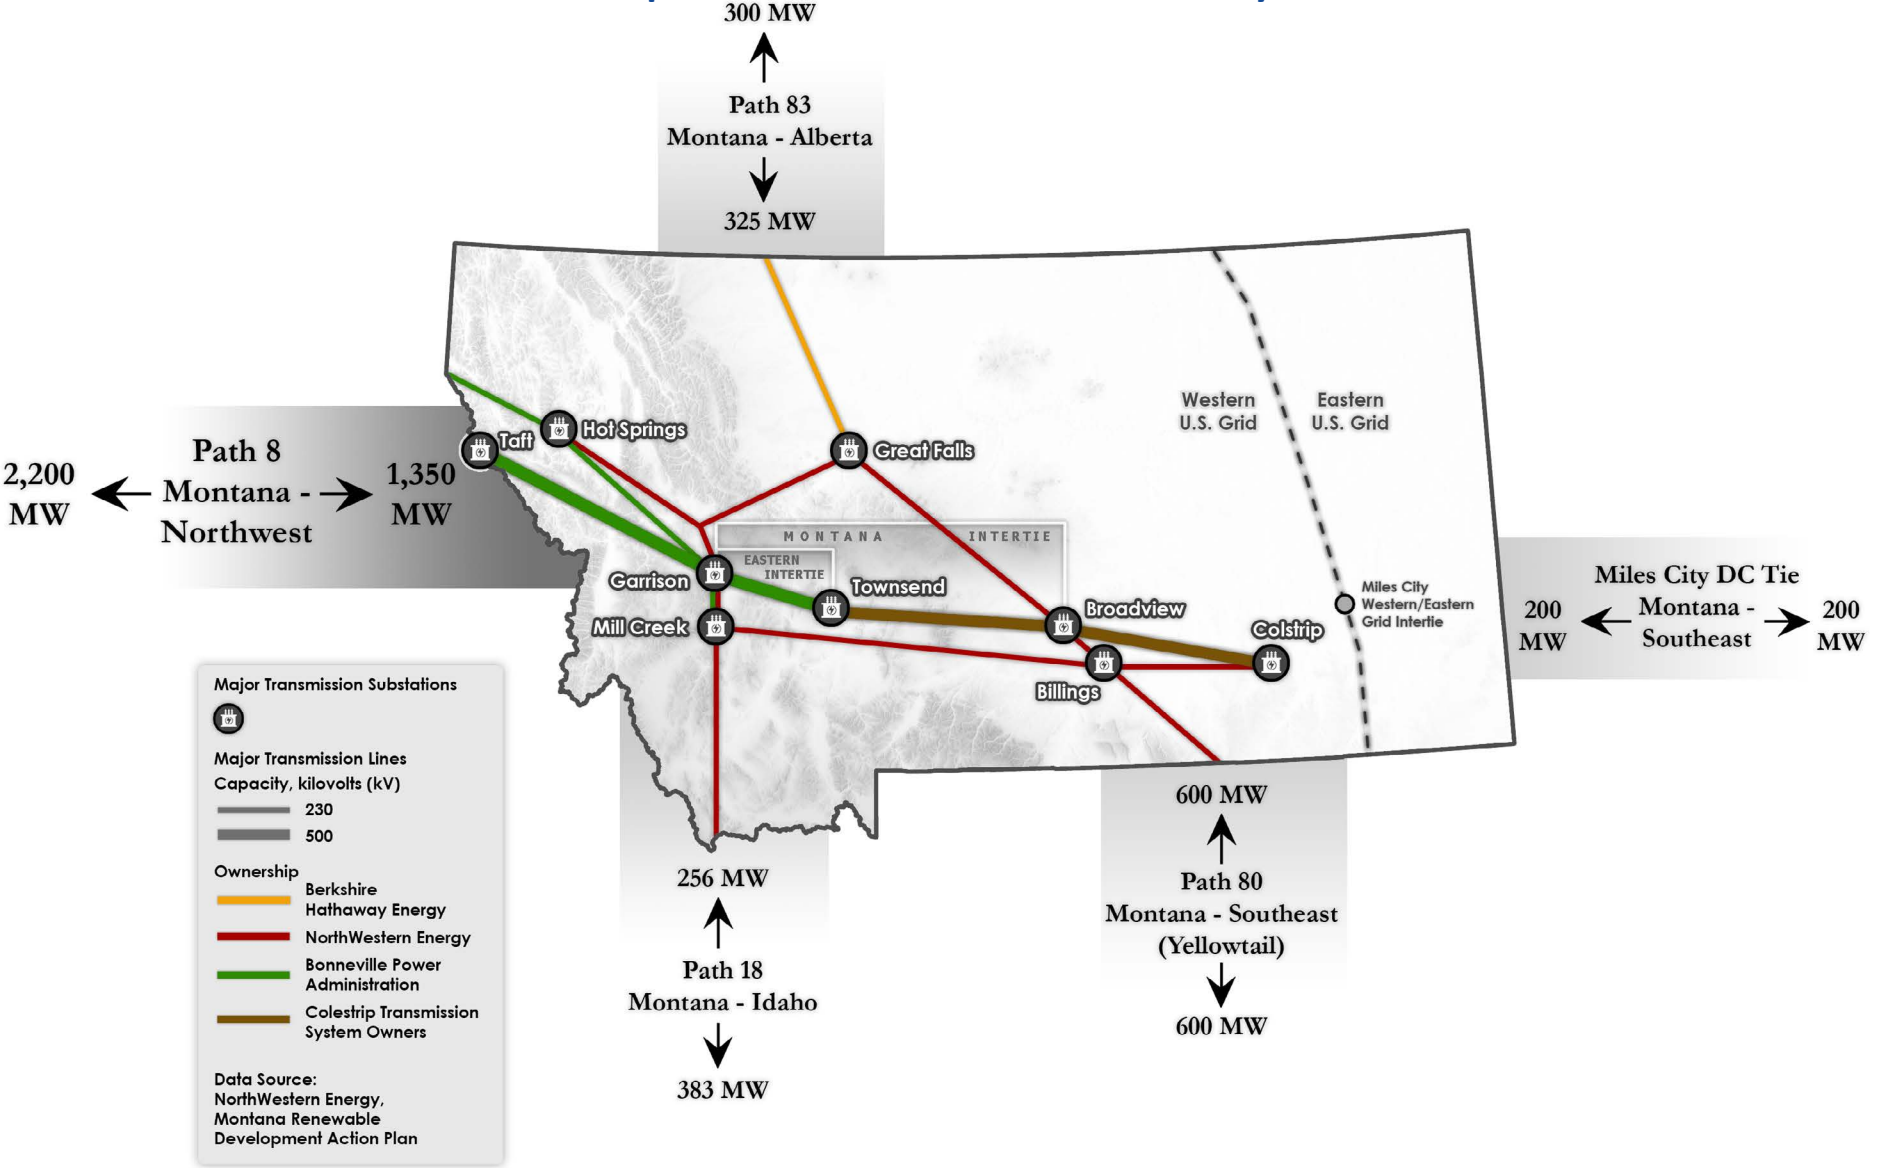 300 MW
Path 83
Montana - Alberta
325 MW
Western
U.S. Grid
Eastern
U.S. Grid
Taft
Hot Springs
Great Falls
Path 8
Montana -
Northwest
2,200
MW
1,350
MW
MONTANA INTERTIE
EASTERN
INTERTIE
Garrison
Townsend
Mill Creek
Broadview
Billings
Colstrip
Miles City
Western/Eastern
Grid Intertie
Miles City DC Tie
Montana -
Southeast
200
MW
200
MW
Major Transmission Substations
Major Transmission Lines
Capacity, kilovolts (kV)
230
500
Ownership
Berkshire
Hathaway Energy
NorthWestern Energy
Bonneville Power
Administration
Colestrip Transmission
System Owners
Data Source:
NorthWestern Energy,
Montana Renewable
Development Action Plan
256 MW
Path 18
Montana - Idaho
383 MW
600 MW
Path 80
Montana - Southeast
(Yellowtail)
600 MW